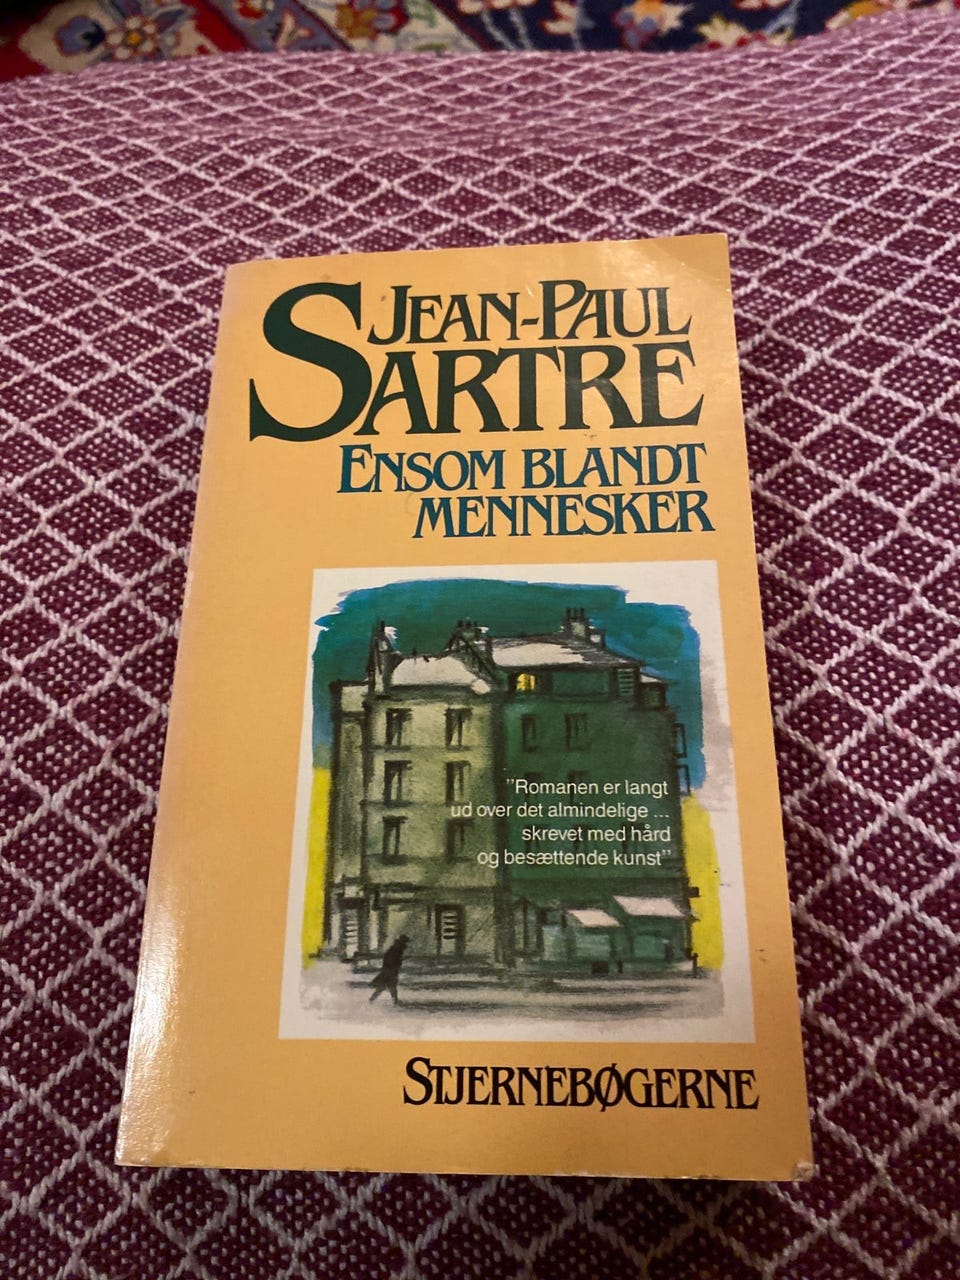 JEAN-PAUL
SARTRE
ENSOM BLANDT
MENNESKER
"Romanen er langt
ud over det almindelige ...
skrevet med hård
og besættende kunst"
STJERNEBØGERNE